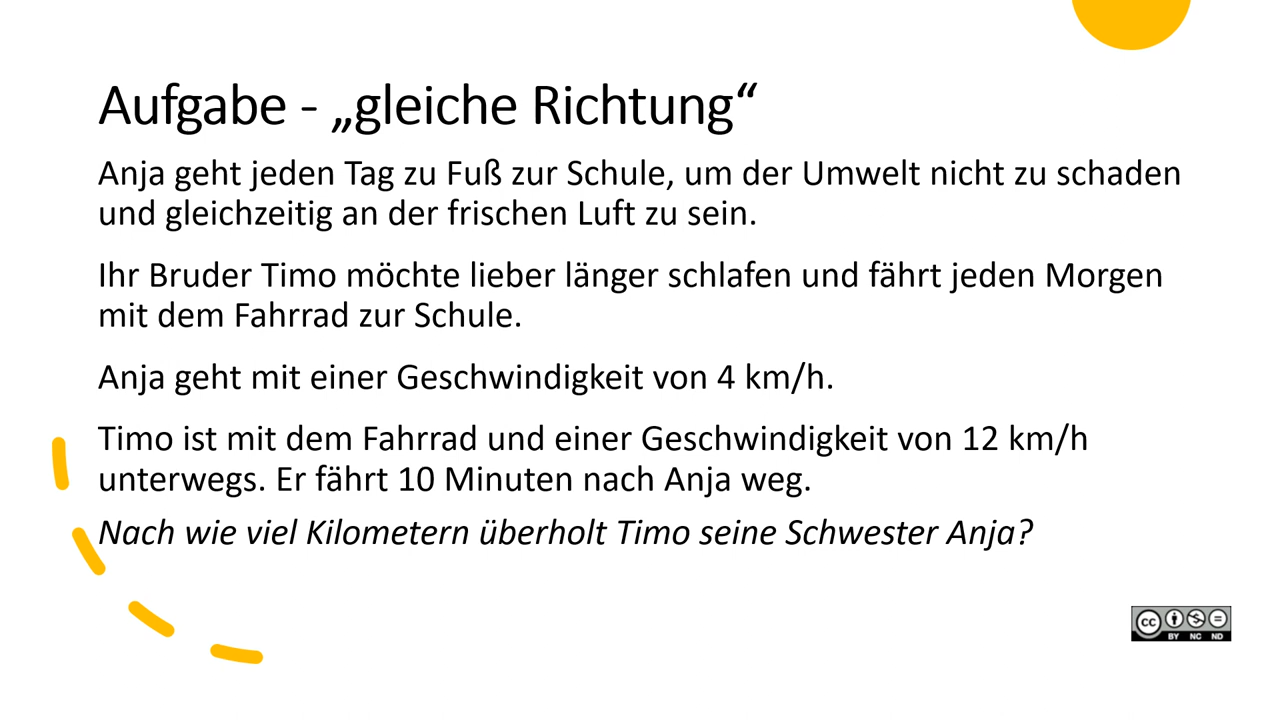 Aufgabe - „gleiche Richtung“
Anja geht jeden Tag zu Fuß zur Schule, um der Umwelt nicht zu schaden
und gleichzeitig an der frischen Luft zu sein.
Ihr Bruder Timo möchte lieber länger schlafen und fährt jeden Morgen
mit dem Fahrrad zur Schule.
Anja geht mit einer Geschwindigkeit von 4 km/h.
Timo ist mit dem Fahrrad und einer Geschwindigkeit von 12 km/h
unterwegs. Er fährt 10 Minuten nach Anja weg.
Nach wie viel Kilometern überholt Timo seine Schwester Anja?
cc
BY NC ND